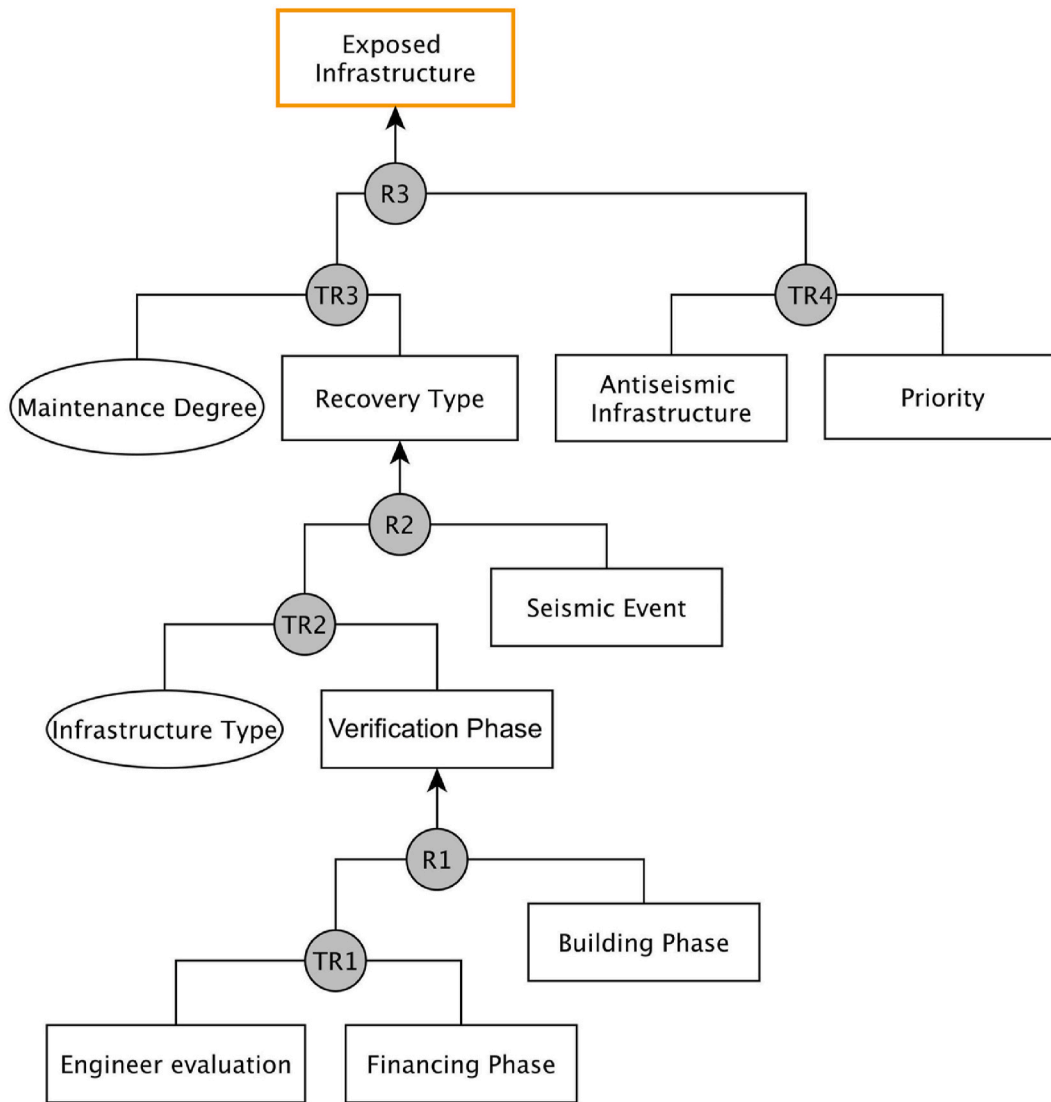 Exposed
Infrastructure
R3
TR3
TR4
Maintenance Degree
Recovery Type
Antiseismic
Infrastructure
Priority
R2
Seismic Event
TR2
Infrastructure Type
Verification Phase
R1
Building Phase
TR1
Engineer evaluation
Financing Phase